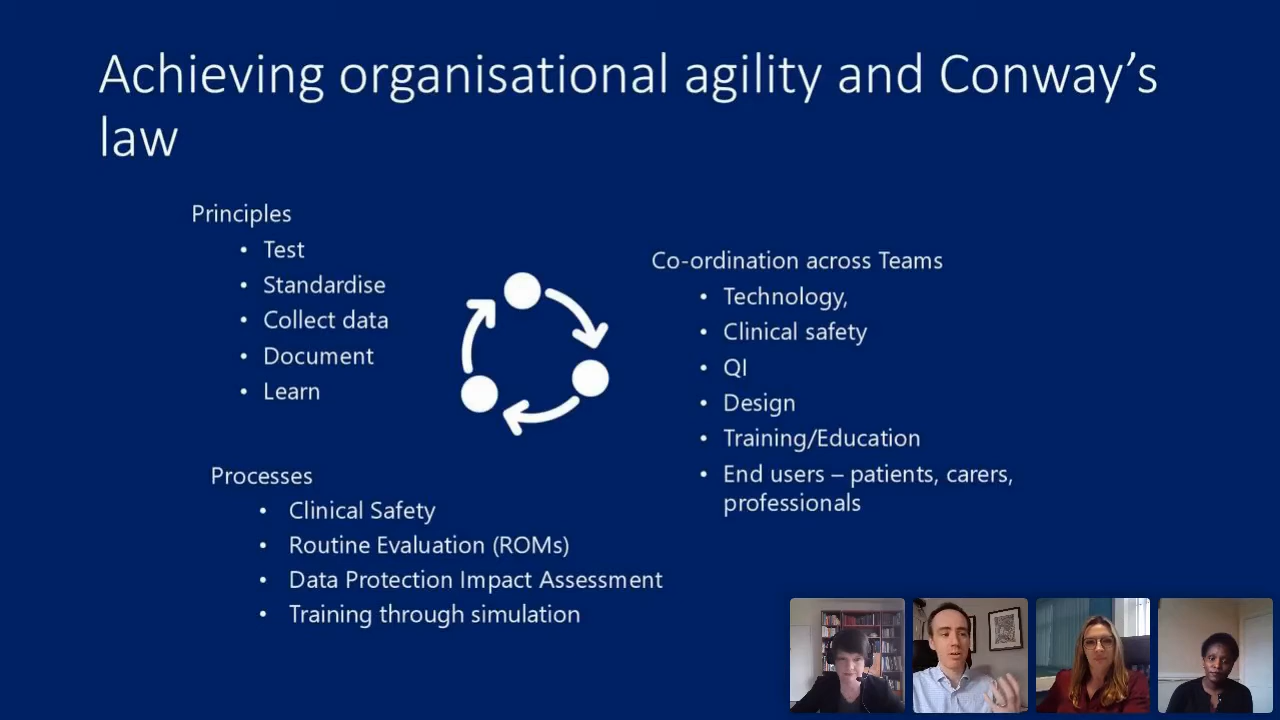 Achieving organisational agility and Conway’s
law
Principles
• Test
• Standardise
• Collect data
• Document
• Learn
Co-ordination across Teams
• Technology,
• Clinical safety
• QI
• Design
• Training/Education
• End users – patients, carers,
professionals
Processes
• Clinical Safety
• Routine Evaluation (ROMs)
• Data Protection Impact Assessment
• Training through simulation